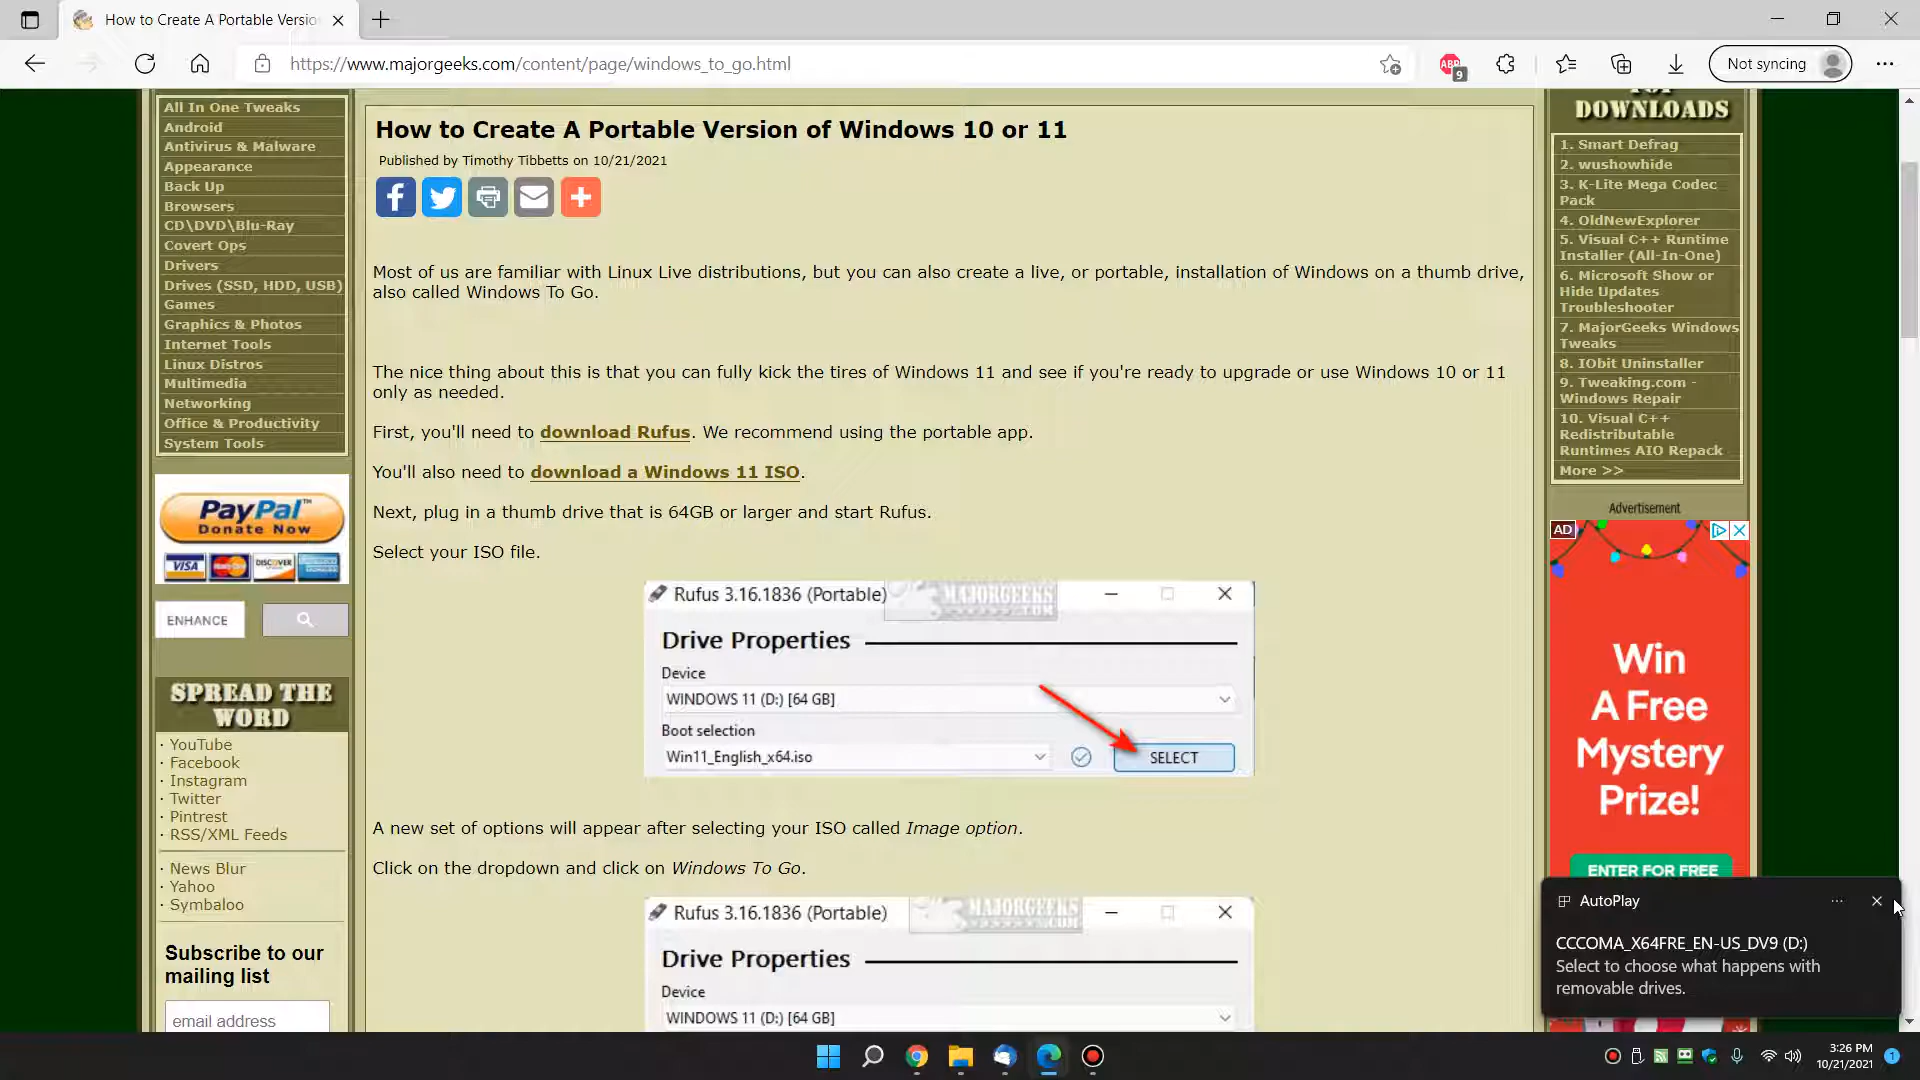 How to Create A Portable Versio
https://www.majorgeeks.com/content/page/windows_to_go.html
ABP
9
Not syncing
All In One Tweaks
Android
Antivirus & Malware
Appearance
Back Up
Browsers
CD\DVD\Blu-Ray
Covert Ops
Drivers
Drives (SSD, HDD, USB)
Games
Graphics & Photos
Internet Tools
Linux Distros
Multimedia
Networking
Office & Productivity
System Tools
PayPal™
Donate Now
VISA
MasterCard
DISCOVER
ENHANCE
SPREAD THE
WORD
· YouTube
· Facebook
· Instagram
· Twitter
· Pintrest
· RSS/XML Feeds
· News Blur
· Yahoo
· Symbaloo
Subscribe to our
mailing list
email address
How to Create A Portable Version of Windows 10 or 11
Published by Timothy Tibbetts on 10/21/2021
Most of us are familiar with Linux Live distributions, but you can also create a live, or portable, installation of Windows on a thumb drive,
also called Windows To Go.
The nice thing about this is that you can fully kick the tires of Windows 11 and see if you're ready to upgrade or use Windows 10 or 11
only as needed.
First, you'll need to download Rufus. We recommend using the portable app.
You'll also need to download a Windows 11 ISO.
Next, plug in a thumb drive that is 64GB or larger and start Rufus.
Select your ISO file.
Rufus 3.16.1836 (Portable)
MAJORGEEKS
.COM
Drive Properties
Device
WINDOWS 11 (D:) [64 GB]
Boot selection
Win11_English_x64.iso
SELECT
A new set of options will appear after selecting your ISO called Image option.
Click on the dropdown and click on Windows To Go.
Rufus 3.16.1836 (Portable)
MAJORGEEKS
.COM
Drive Properties
Device
WINDOWS 11 (D:) [64 GB]
TOP
DOWNLOADS
1. Smart Defrag
2. wushowhide
3. K-Lite Mega Codec
Pack
4. OldNewExplorer
5. Visual C++ Runtime
Installer (All-In-One)
6. Microsoft Show or
Hide Updates
Troubleshooter
7. MajorGeeks Windows
Tweaks
8. IObit Uninstaller
9. Tweaking.com -
Windows Repair
10. Visual C++
Redistributable
Runtimes AIO Repack
More >>
Advertisement
AD
Win
A Free
Mystery
Prize!
ENTER FOR FREE
AutoPlay
CCCOMA_X64FRE_EN-US_DV9 (D:)
Select to choose what happens with
removable drives.
3:26 PM
10/21/2021
1